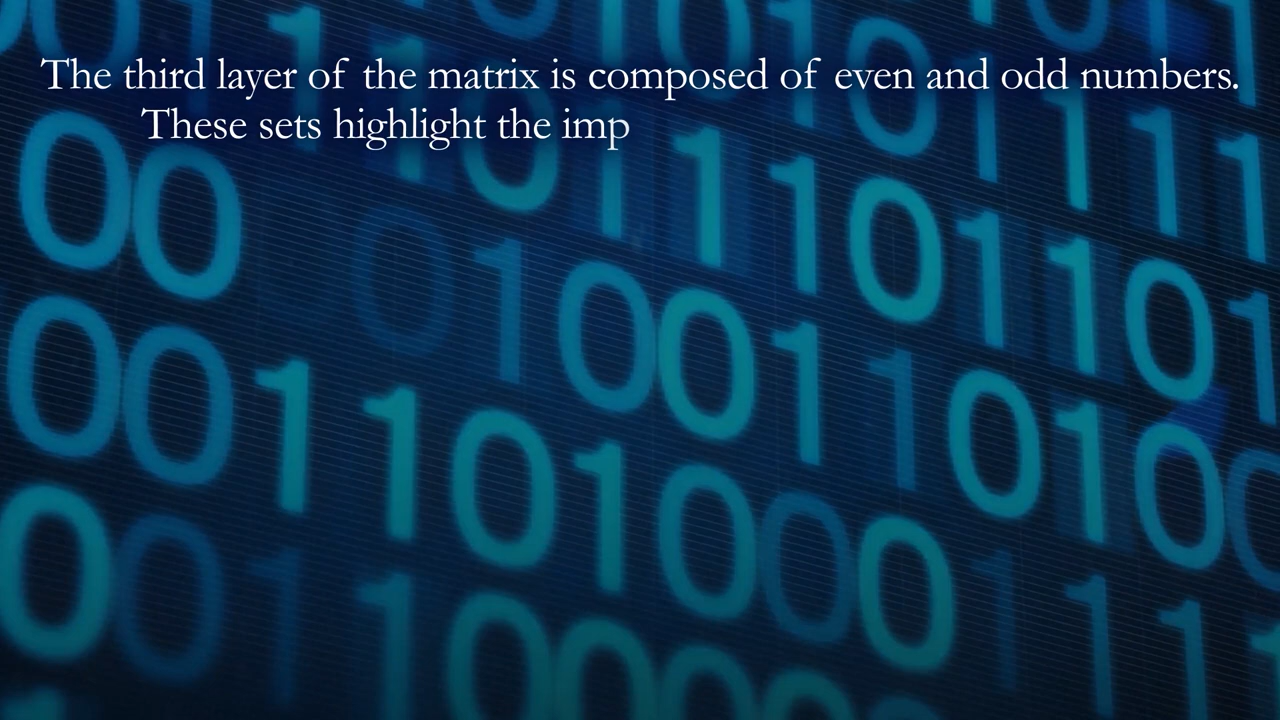 The third layer of the matrix is composed of even and odd numbers.
These sets highlight the imp